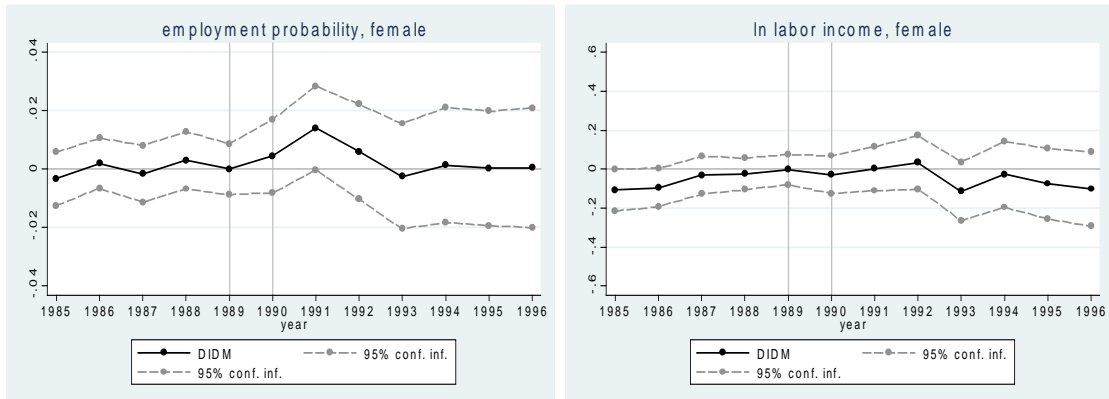 employment probability, female
.04
.02
0
-.02
-.04
1985 1986 1987 1988 1989 1990 1991 1992 1993 1994 1995 1996
year
DIDM 95% conf. inf.
95% conf. inf.
ln labor income, female
.6
.4
.2
0
-.2
-.4
-.6
1985 1986 1987 1988 1989 1990 1991 1992 1993 1994 1995 1996
year
DIDM 95% conf. inf.
95% conf. inf.